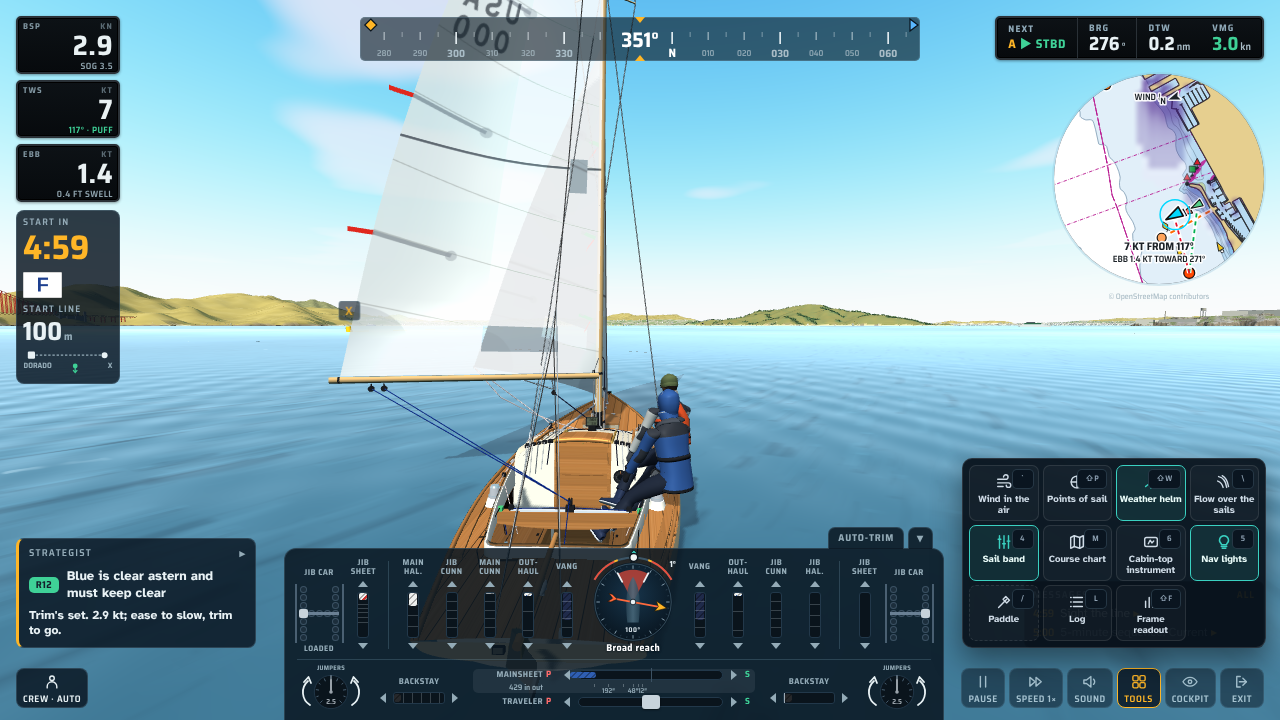 BSP KN
2.9
SOG 3.5
TWS KT
7
117° · PUFF
EBB KT
1.4
0.4 FT SWELL
START IN
4:59
F
START LINE
100 m
DORADO X
USA
000
280 290 300 310 320 330 351° N 010 020 030 040 050 060
NEXT
A ▶ STBD
BRG
276°
DTW
0.2 nm
VMG
3.0 kn
WIND
N
7 KT FROM 117°
EBB 1.4 KT TOWARD 271°
© OpenStreetMap contributors
X
Wind in the air '
Points of sail ⇧P
Weather helm ⇧W
Flow over the sails \
Sail band 4
Course chart M
Cabin-top instrument 6
Nav lights 5
Paddle /
Log L
Frame readout ⇧F
STRATEGIST ▶
R12 Blue is clear astern and
must keep clear
Trim's set. 2.9 kt; ease to slow, trim
to go.
CREW · AUTO
AUTO-TRIM ▼
JIB CAR
LOADED
JIB SHEET
MAIN HAL.
JIB CUNN
MAIN CUNN
OUT-HAUL
VANG
1°
100°
Broad reach
VANG
OUT-HAUL
JIB CUNN
MAIN CUNN
JIB HAL.
JIB SHEET
JIB CAR
JUMPERS
2.5
BACKSTAY
MAINSHEET P S
429 in out
192" 48"12"
TRAVELER P S
BACKSTAY
JUMPERS
2.5
PAUSE
SPEED 1×
SOUND
TOOLS
COCKPIT
EXIT